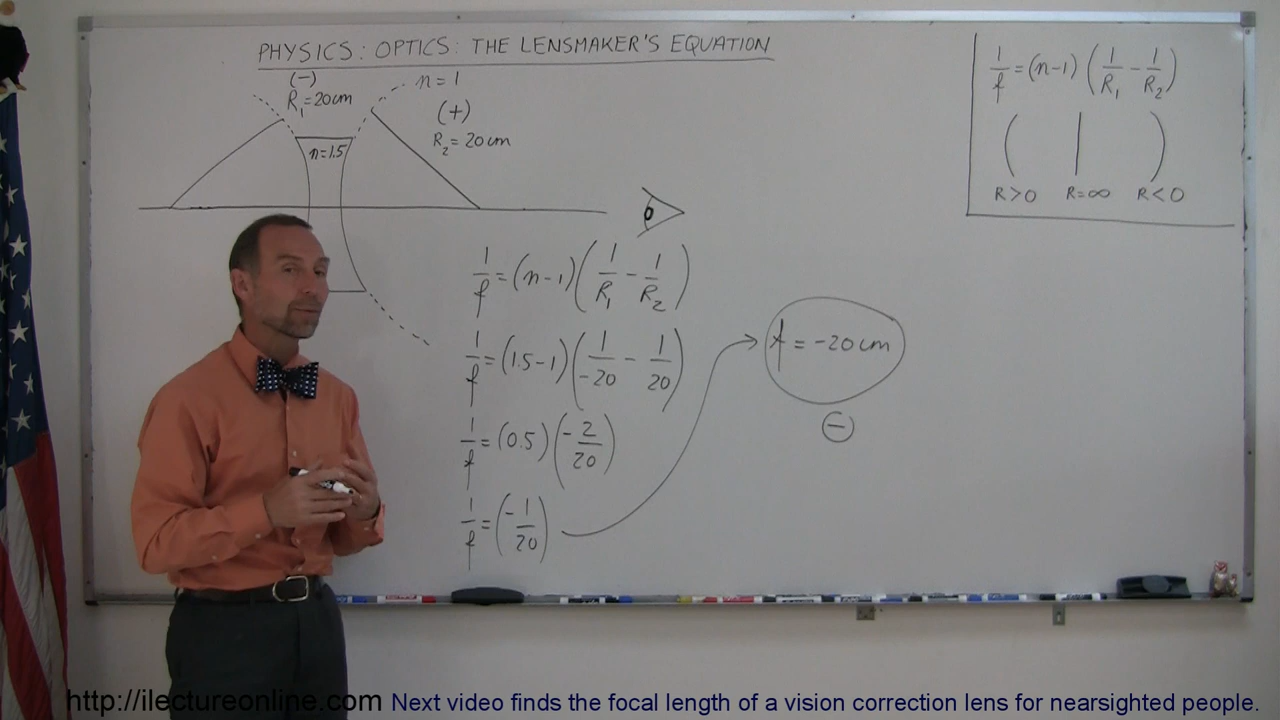 PHYSICS: OPTICS: THE LENSMAKER'S EQUATION
(−)
R₁=20cm
n=1
(+)
R₂=20cm
n=1.5
1/f=(n−1)(1/R₁−1/R₂)
( | )
R>0 R=∞ R<0
1/f=(n−1)(1/R₁−1/R₂)
1/f=(1.5−1)(1/−20−1/20)
1/f=(0.5)(−2/20)
1/f=(−1/20)
f=−20cm
−
http://ilectureonline.com Next video finds the focal length of a vision correction lens for nearsighted people.